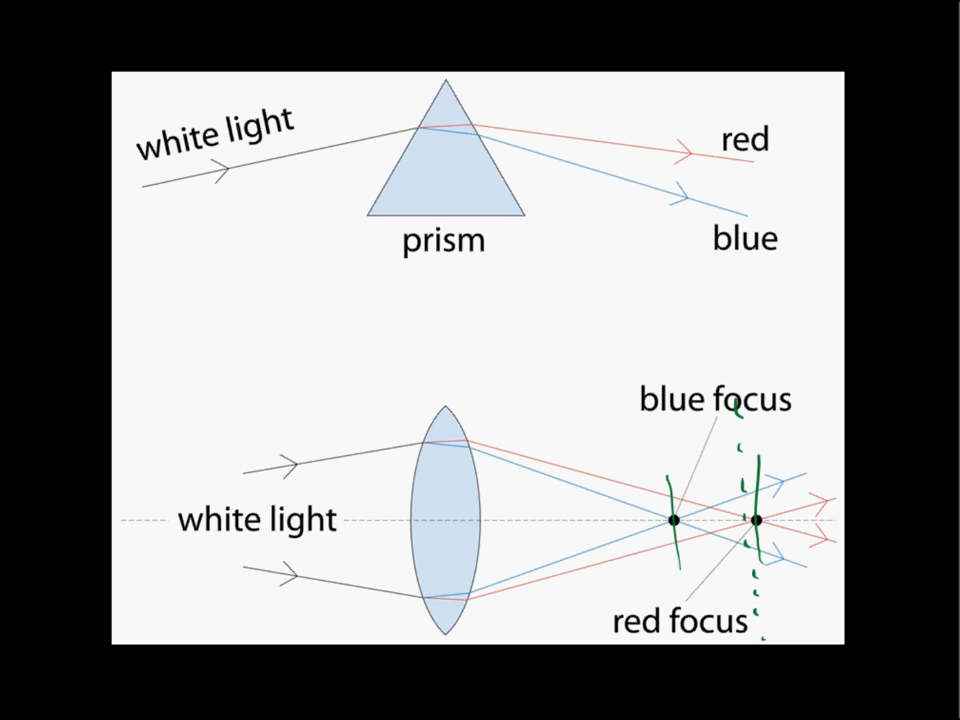 white light
red
prism
blue
blue focus
white light
red focus